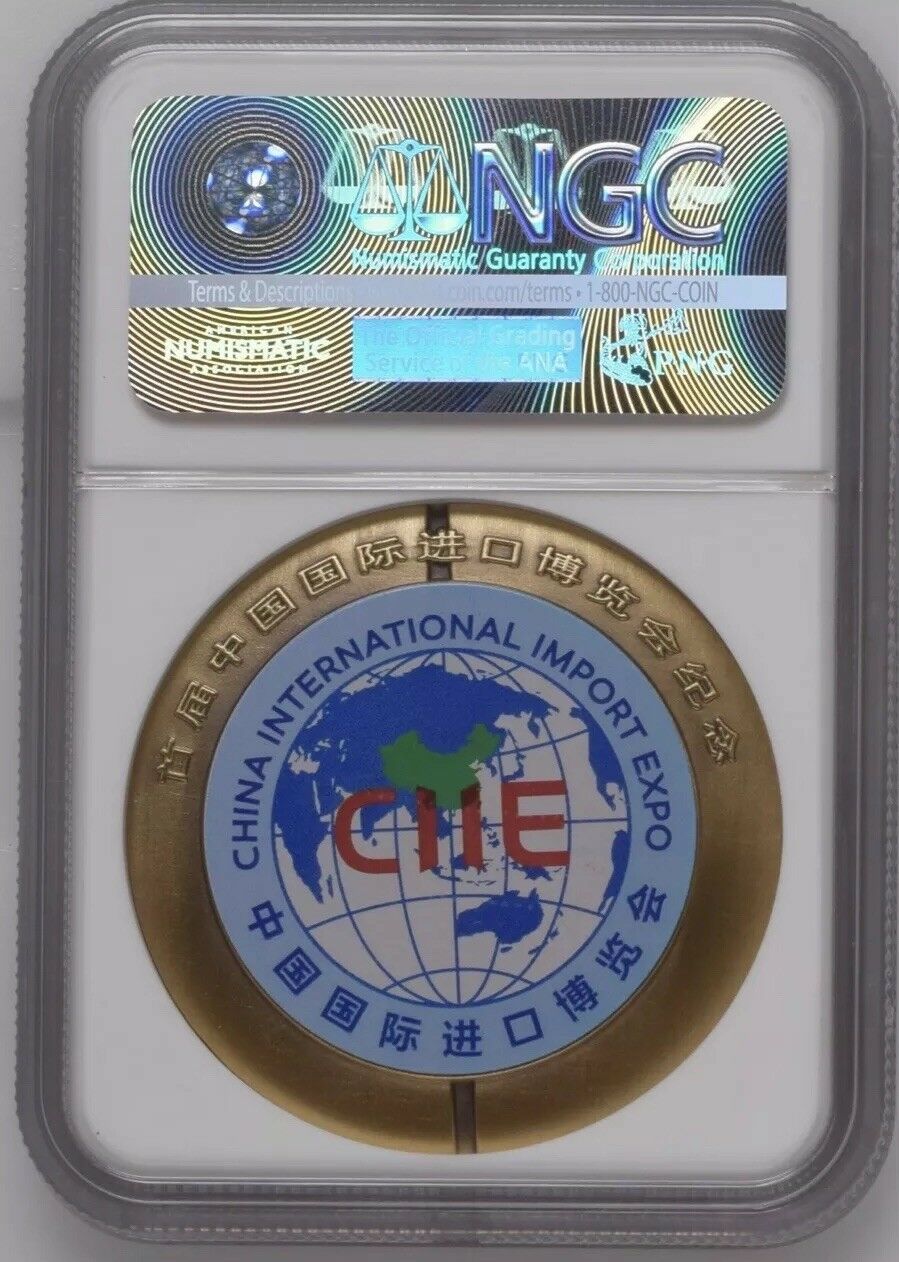 NGC
Numismatic Guaranty Corporation
Terms & Descriptions coin.com/terms • 1-800-NGC-COIN
AMERICAN
NUMISMATIC
ASSOCIATION
The Official Grading
Service of the ANA
PNG
首届中国国际进口博览会纪念
CHINA INTERNATIONAL IMPORT EXPO
CIIE
中国国际进口博览会